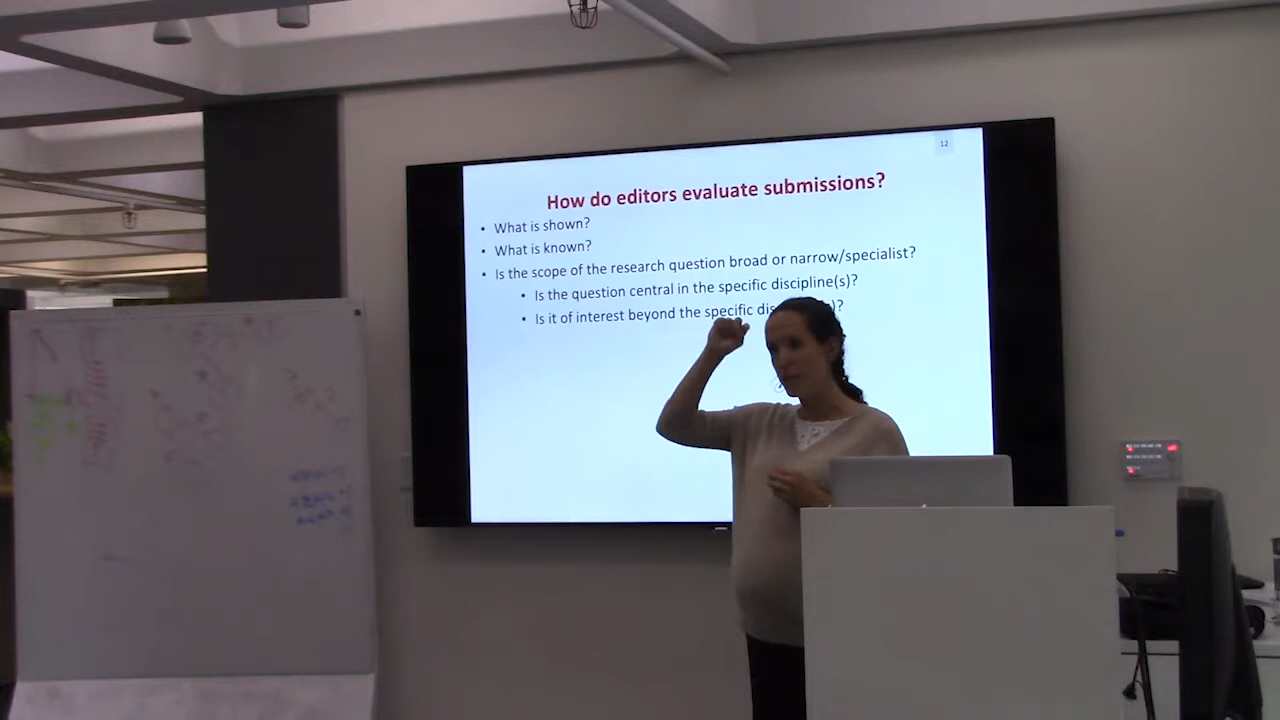 12
How do editors evaluate submissions?
• What is shown?
• What is known?
• Is the scope of the research question broad or narrow/specialist?
• Is the question central in the specific discipline(s)?
• Is it of interest beyond the specific )?